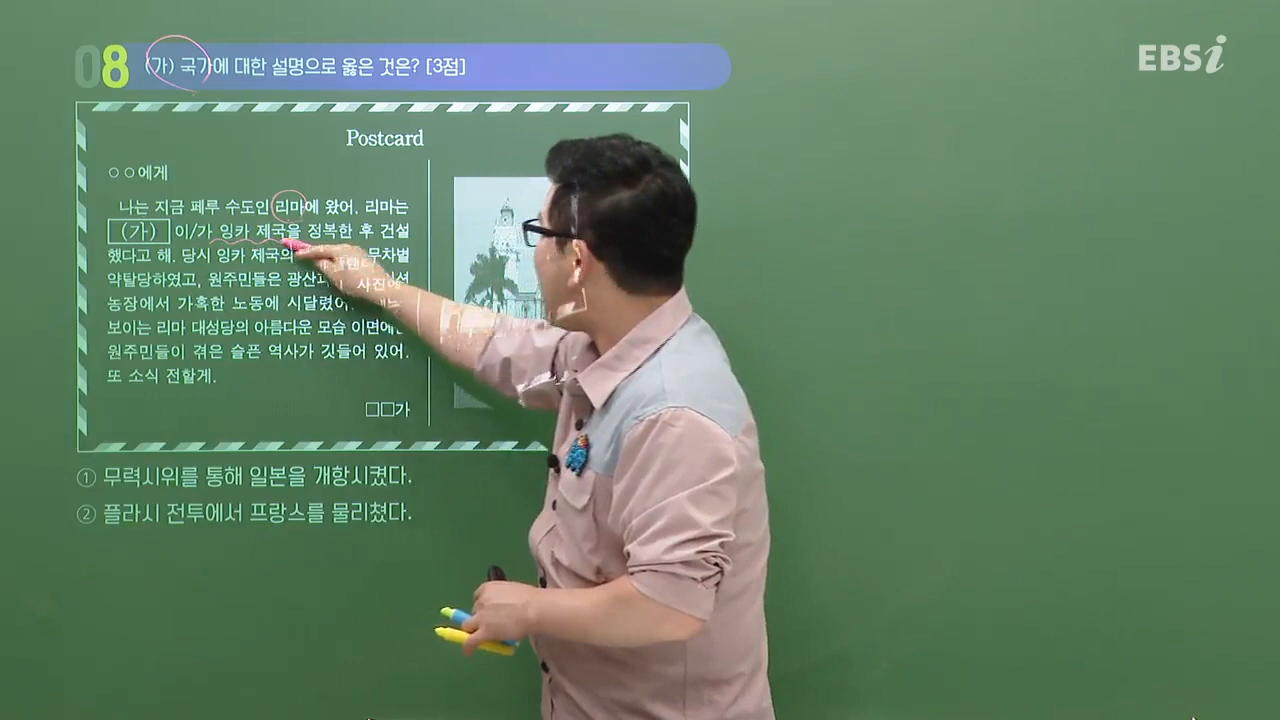 08 (가) 국가에 대한 설명으로 옳은 것은? [3점]
EBSi
Postcard
○○에게
나는 지금 페루 수도인 리마에 왔어. 리마는
(가) 이/가 잉카 제국을 정복한 후 건설
했다고 해. 당시 잉카 제국의 무차별
약탈당하였고, 원주민들은 광산과
농장에서 가혹한 노동에 시달렸어.
보이는 리마 대성당의 아름다운 모습 이면에는
원주민들이 겪은 슬픈 역사가 깃들어 있어.
또 소식 전할게.
□□가
① 무력시위를 통해 일본을 개항시켰다.
② 플라시 전투에서 프랑스를 물리쳤다.